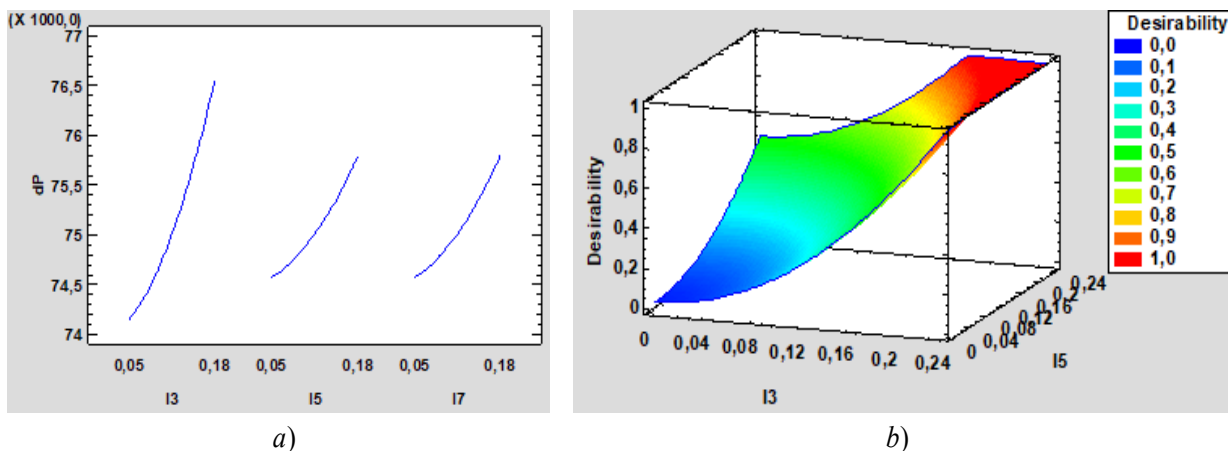 (X 1000,0)
77
76,5
76
75,5
75
74,5
74
dP
0,05 0,18 0,05 0,18 0,05 0,18
I3 I5 I7
a)
Desirability
0,0
0,1
0,2
0,3
0,4
0,5
0,6
0,7
0,8
0,9
1,0
Desirability
1
0,8
0,6
0,4
0,2
0
0 0,04 0,08 0,12 0,16 0,2 0,24
I3
0 0,04 0,08 0,12 0,16 0,2 0,24
I5
b)